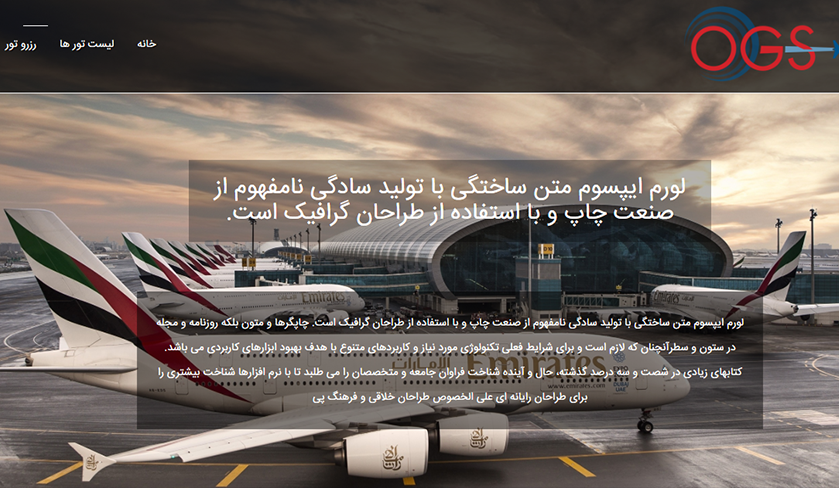 OGS
خانه
لیست تور ها
رزرو تور
لورم ایپسوم متن ساختگی با تولید سادگی نامفهوم از
صنعت چاپ و با استفاده از طراحان گرافیک است.
لورم ایپسوم متن ساختگی با تولید سادگی نامفهوم از صنعت چاپ و با استفاده از طراحان گرافیک است. چاپگرها و متون بلکه روزنامه و مجله
در ستون و سطرآنچنان که لازم است و برای شرایط فعلی تکنولوژی مورد نیاز و کاربردهای متنوع با هدف بهبود ابزارهای کاربردی می باشد.
کتابهای زیادی در شصت و سه درصد گذشته، حال و آینده شناخت فراوان جامعه و متخصصان را می طلبد تا با نرم افزارها شناخت بیشتری را
برای طراحان رایانه ای علی الخصوص طراحان خلاقی و فرهنگ پی
Emirates
Emirates
www.emirates.com